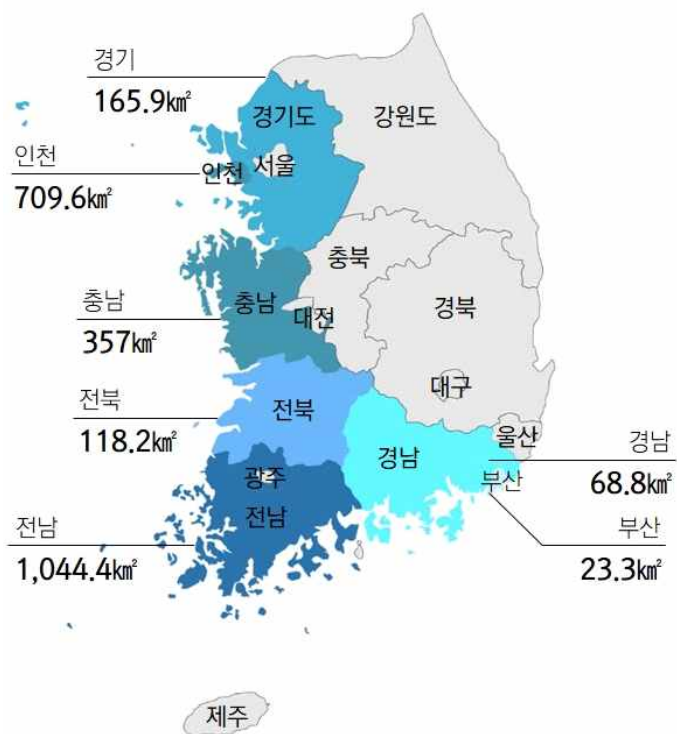 경기
165.9㎢
경기도
강원도
인천
709.6㎢
인천
서울
충북
충남
357㎢
충남
대전
경북
대구
전북
118.2㎢
전북
울산
경남
68.8㎢
경남
부산
광주
전남
전남
1,044.4㎢
부산
23.3㎢
제주